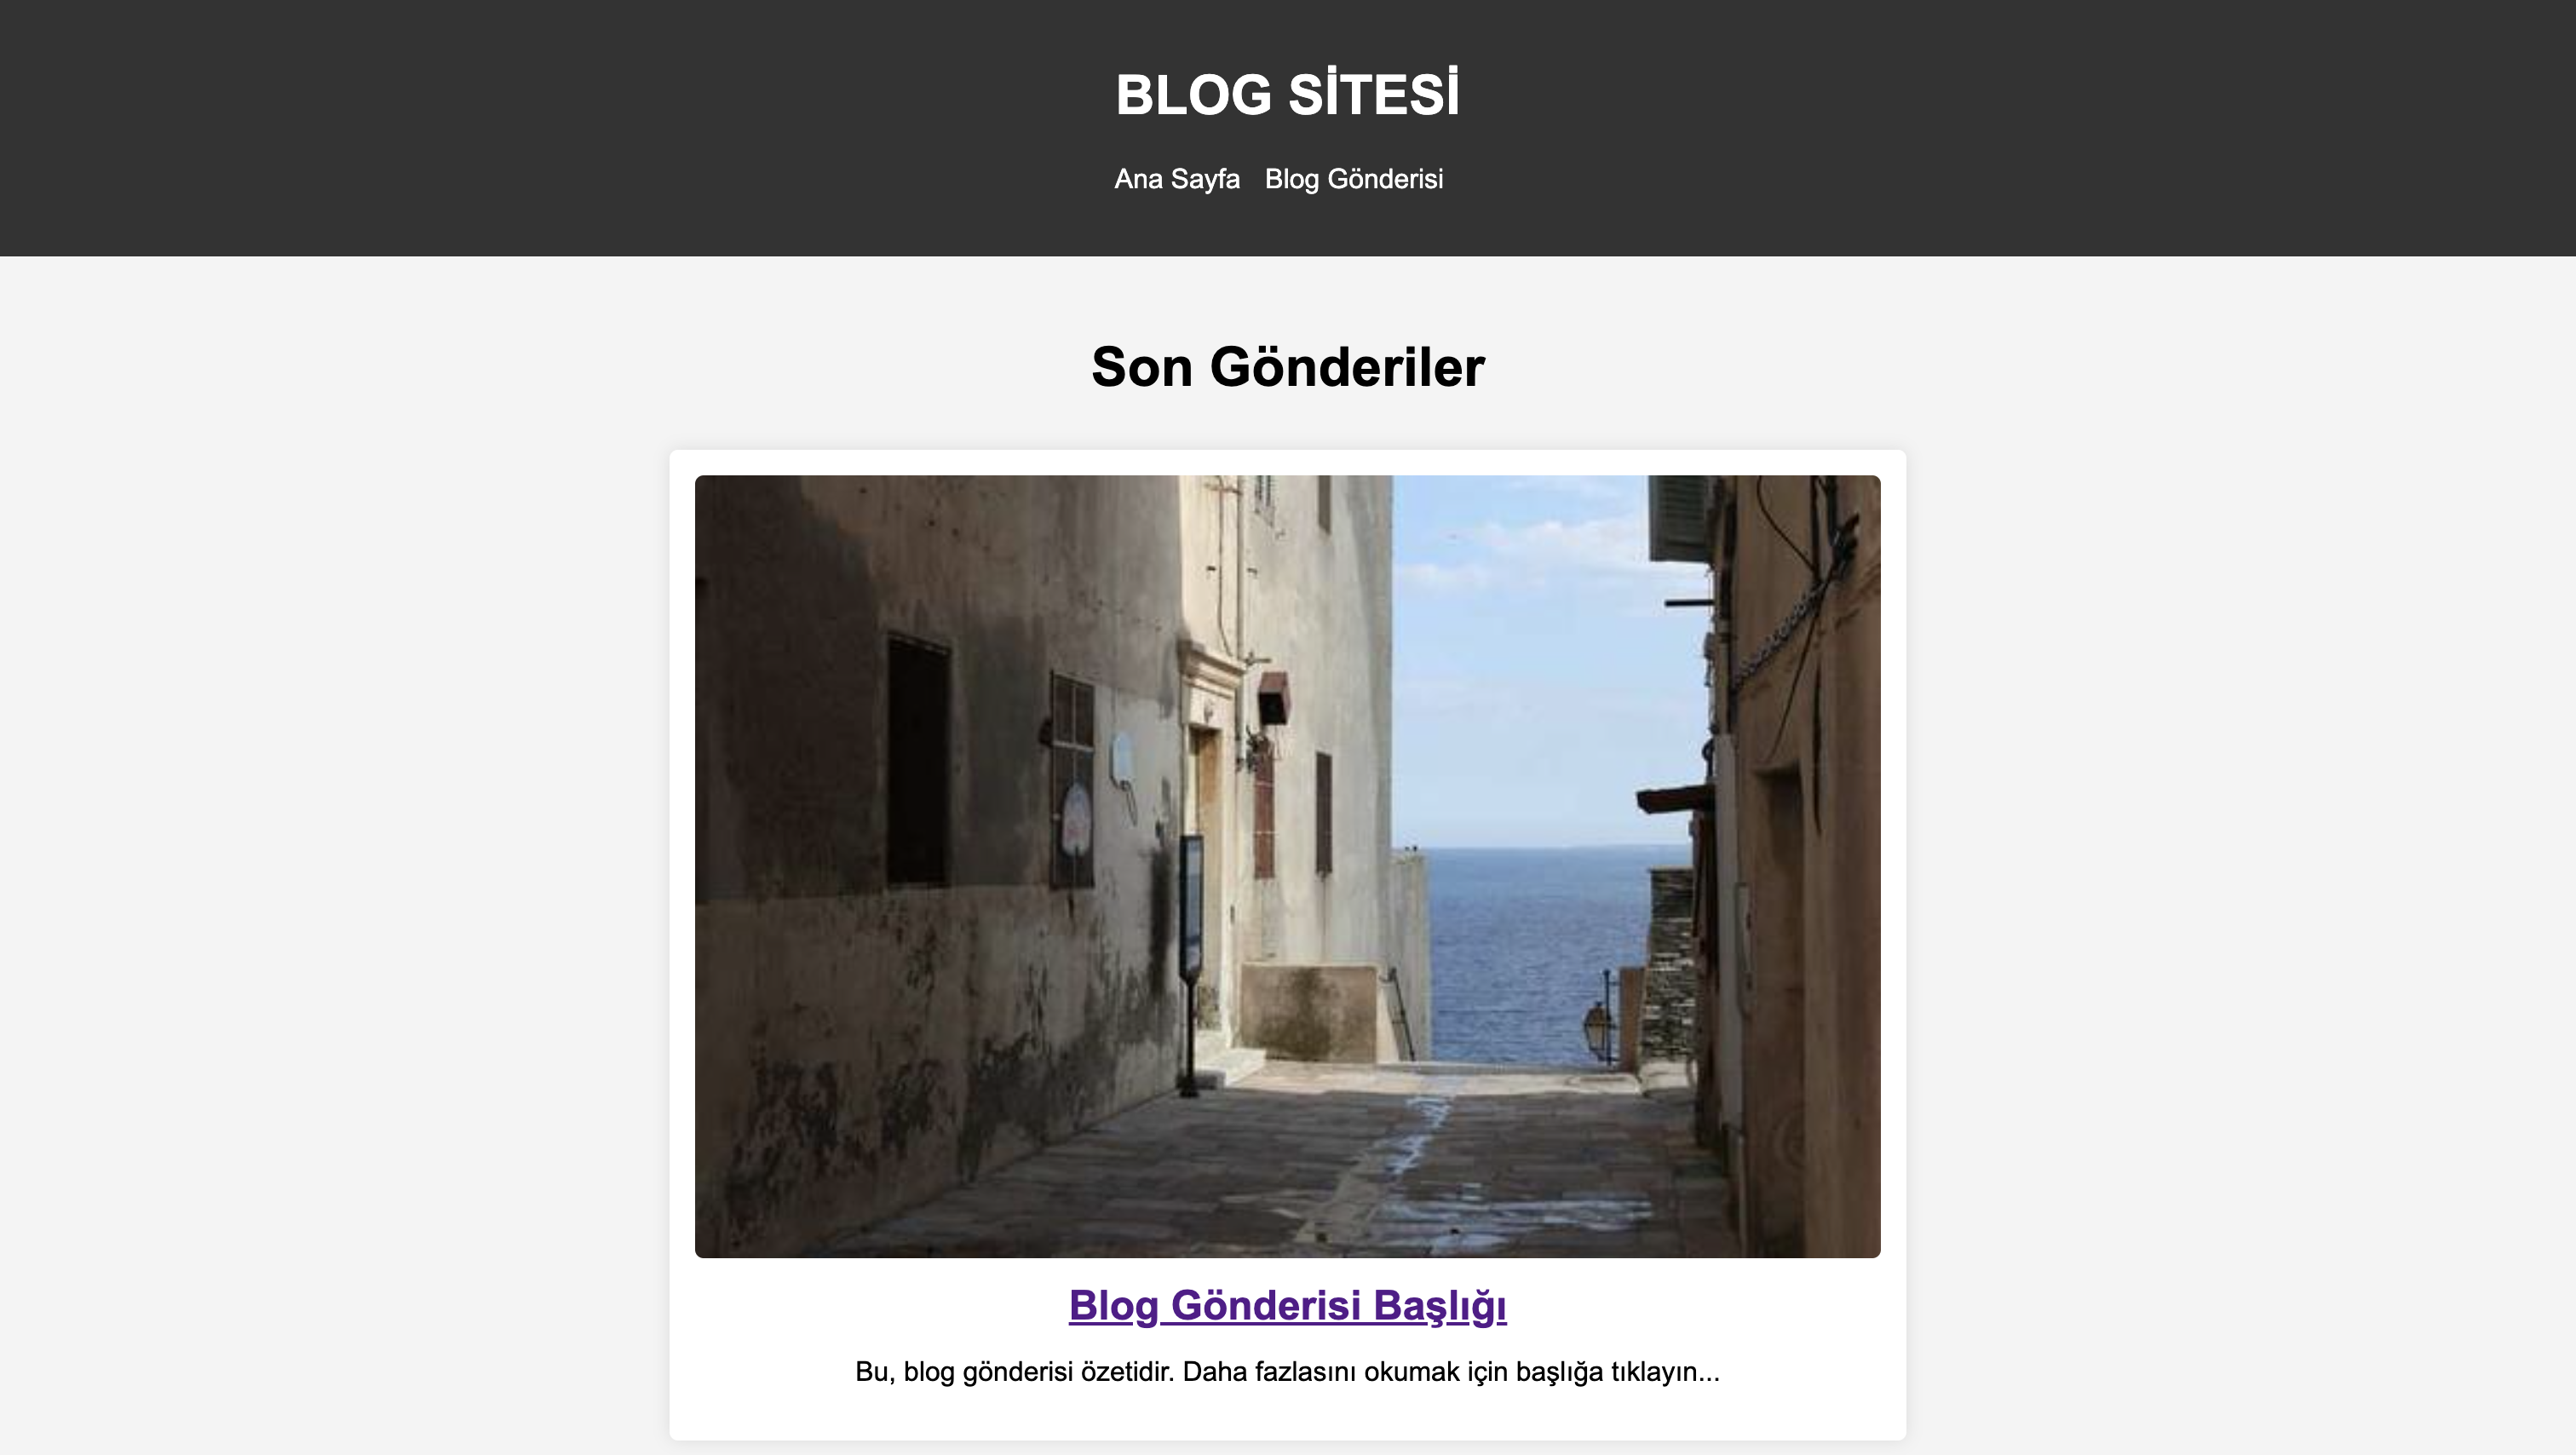 BLOG SİTESİ
Ana Sayfa Blog Gönderisi
Son Gönderiler
Blog Gönderisi Başlığı
Bu, blog gönderisi özetidir. Daha fazlasını okumak için başlığa tıklayın...